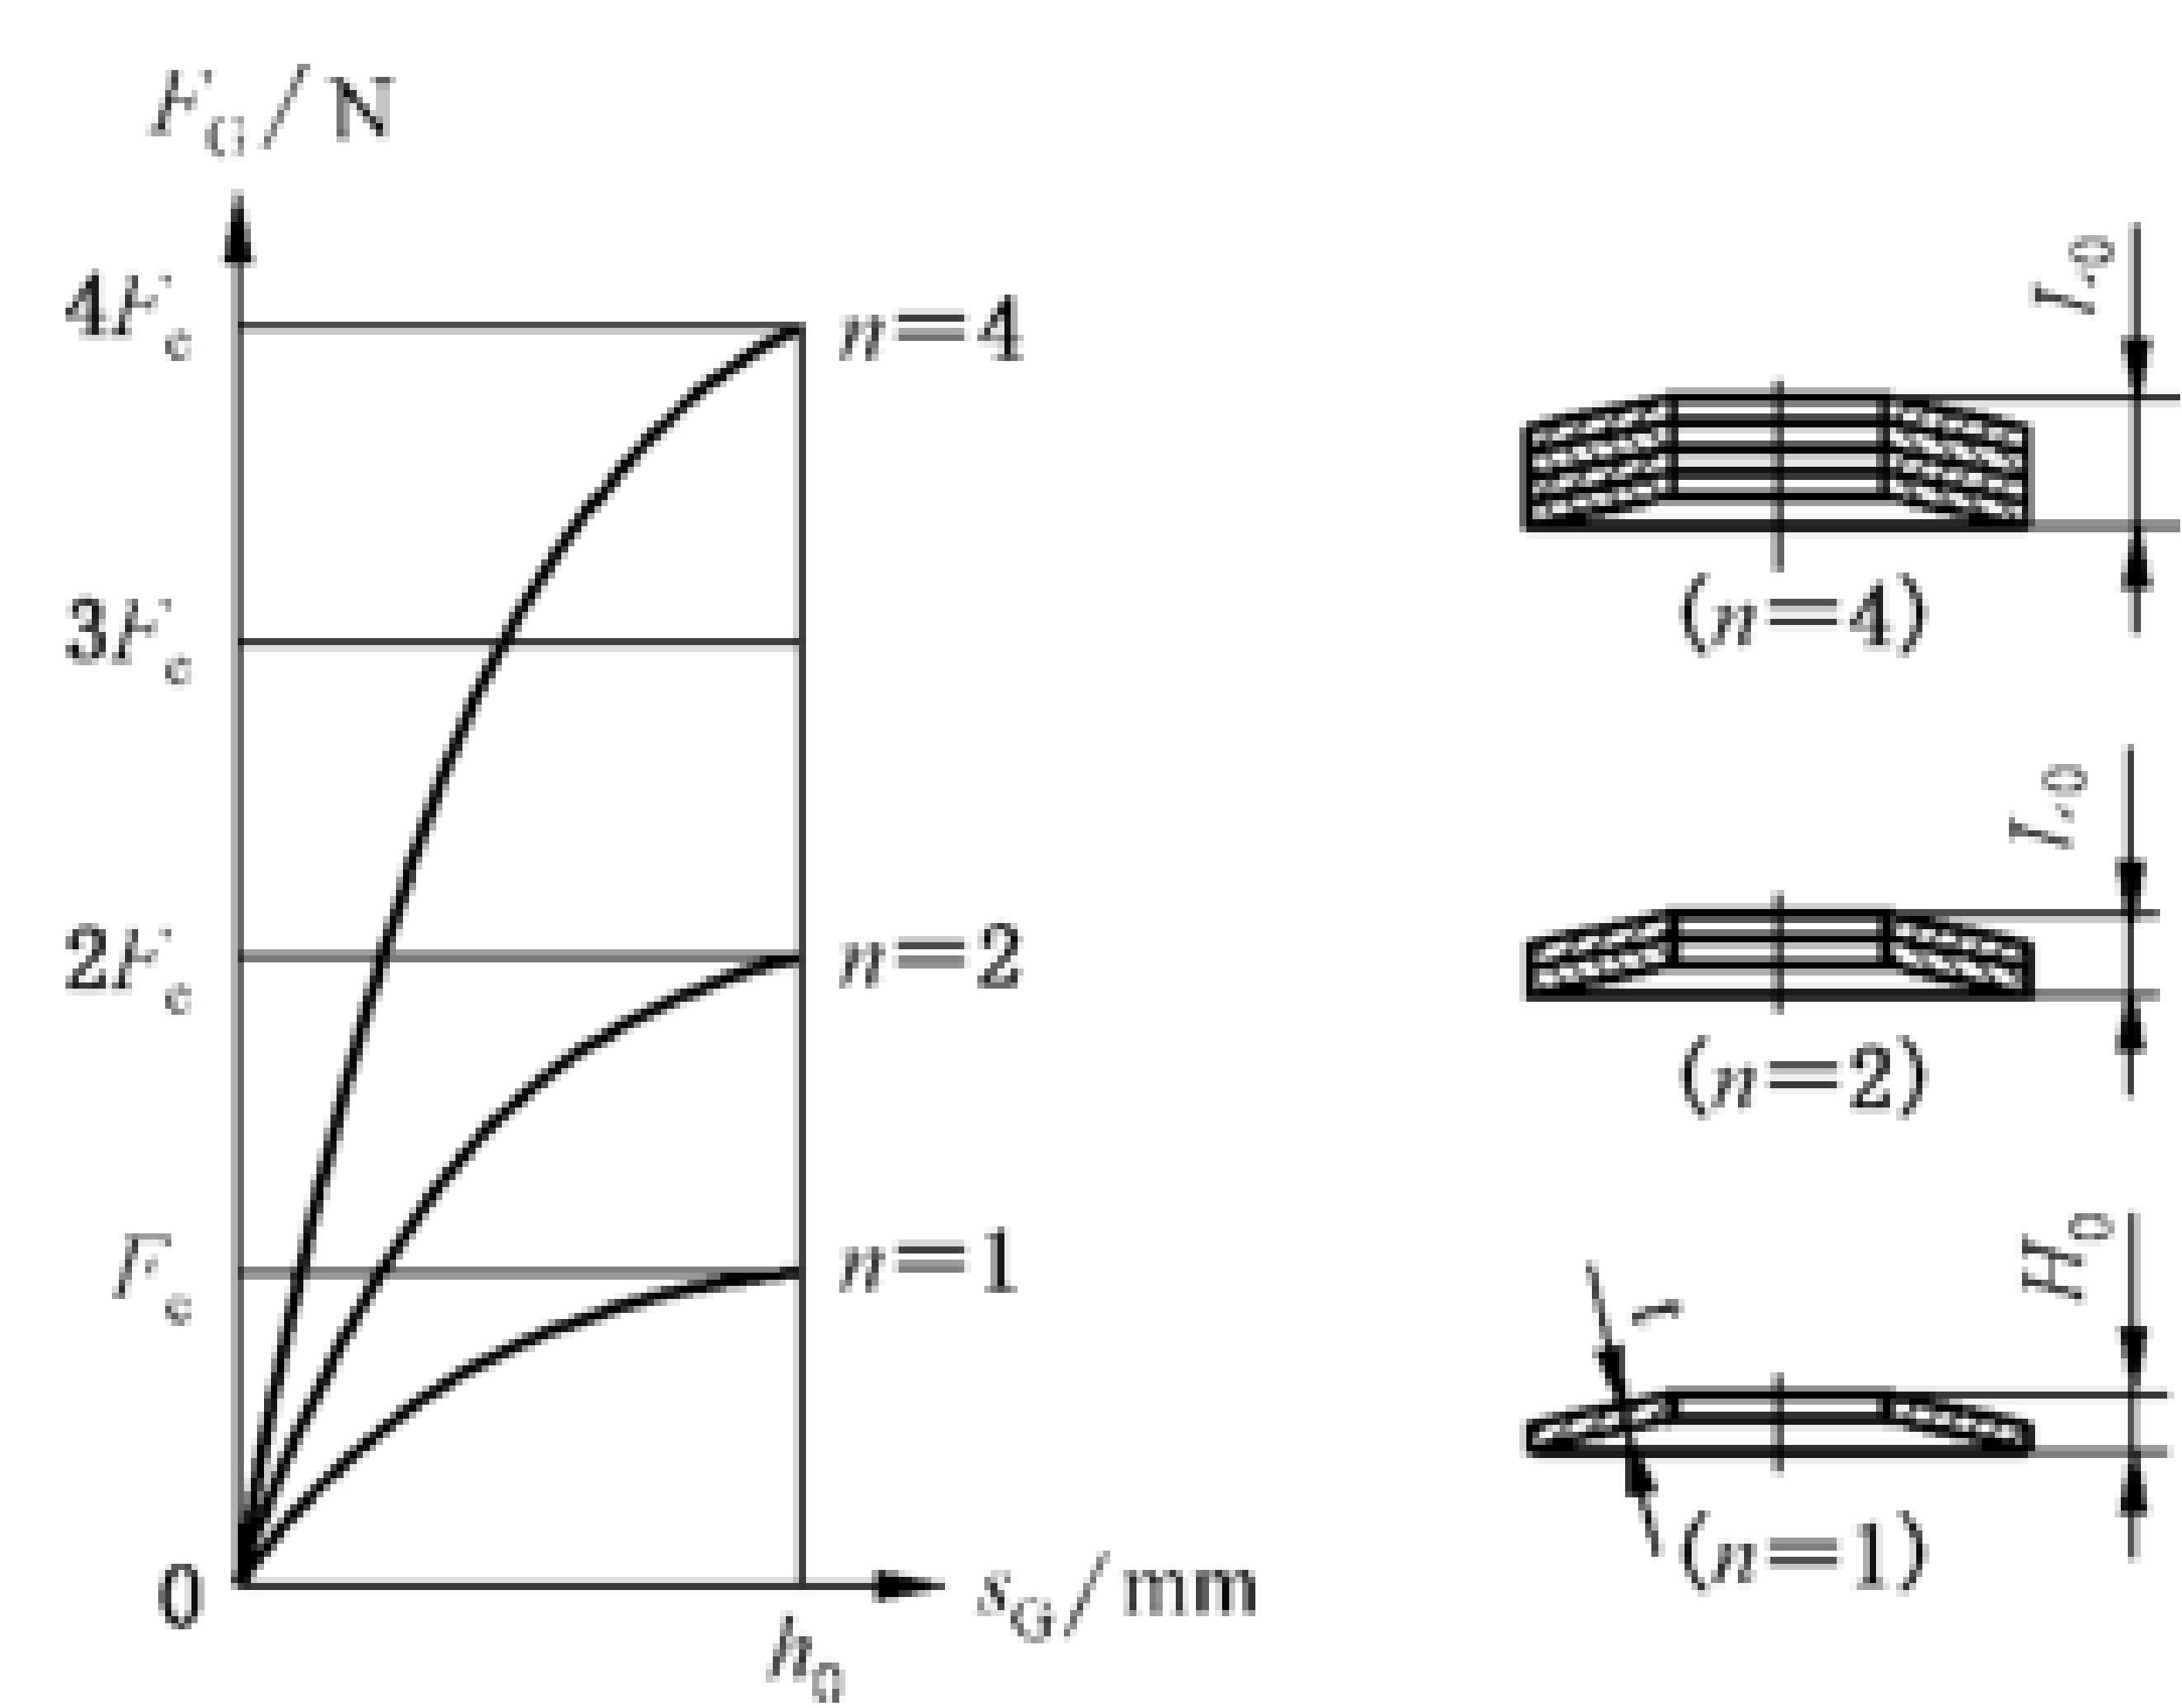 F_G/N
4F_c
n=4
3F_c
2F_c
n=2
F_c
n=1
0
h_0
s_G/mm
L_0
(n=4)
L_0
(n=2)
H_0
t
(n=1)